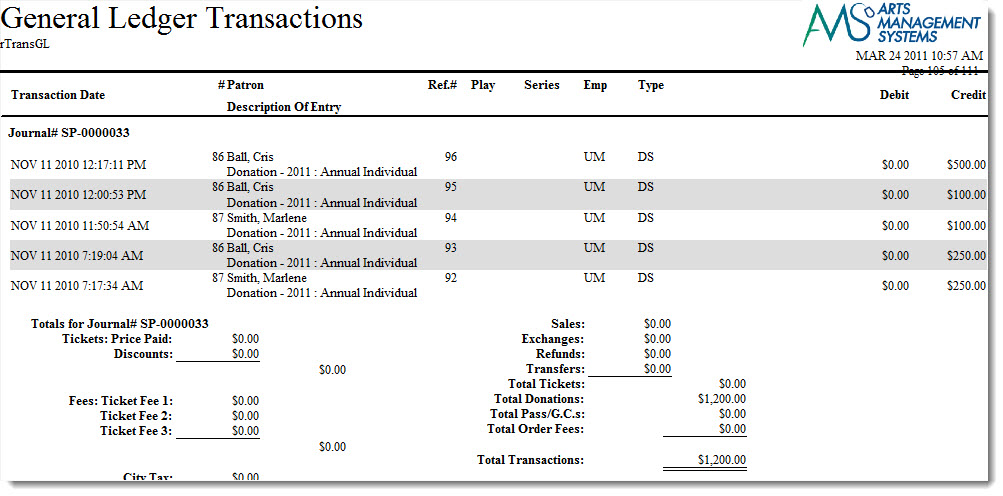 General Ledger Transactions
AMS ARTS MANAGEMENT SYSTEMS
rTransGL
MAR 24 2011 10:57 AM
Page 105 of 111
Transaction Date # Patron Ref.# Play Series Emp Type Debit Credit
Description Of Entry
Journal# SP-0000033
NOV 11 2010 12:17:11 PM 86 Ball, Cris 96 UM DS $0.00 $500.00
Donation - 2011 : Annual Individual
NOV 11 2010 12:00:53 PM 86 Ball, Cris 95 UM DS $0.00 $100.00
Donation - 2011 : Annual Individual
NOV 11 2010 11:50:54 AM 87 Smith, Marlene 94 UM DS $0.00 $100.00
Donation - 2011 : Annual Individual
NOV 11 2010 7:19:04 AM 86 Ball, Cris 93 UM DS $0.00 $250.00
Donation - 2011 : Annual Individual
NOV 11 2010 7:17:34 AM 87 Smith, Marlene 92 UM DS $0.00 $250.00
Donation - 2011 : Annual Individual
Totals for Journal# SP-0000033 Sales: $0.00
Tickets: Price Paid: $0.00 Exchanges: $0.00
Discounts: $0.00 Refunds: $0.00
$0.00 Transfers: $0.00
Total Tickets: $0.00
Fees: Ticket Fee 1: $0.00 Total Donations: $1,200.00
Ticket Fee 2: $0.00 Total Pass/G.C.s: $0.00
Ticket Fee 3: $0.00 Total Order Fees: $0.00
$0.00
Total Transactions: $1,200.00
City Tax: $0.00